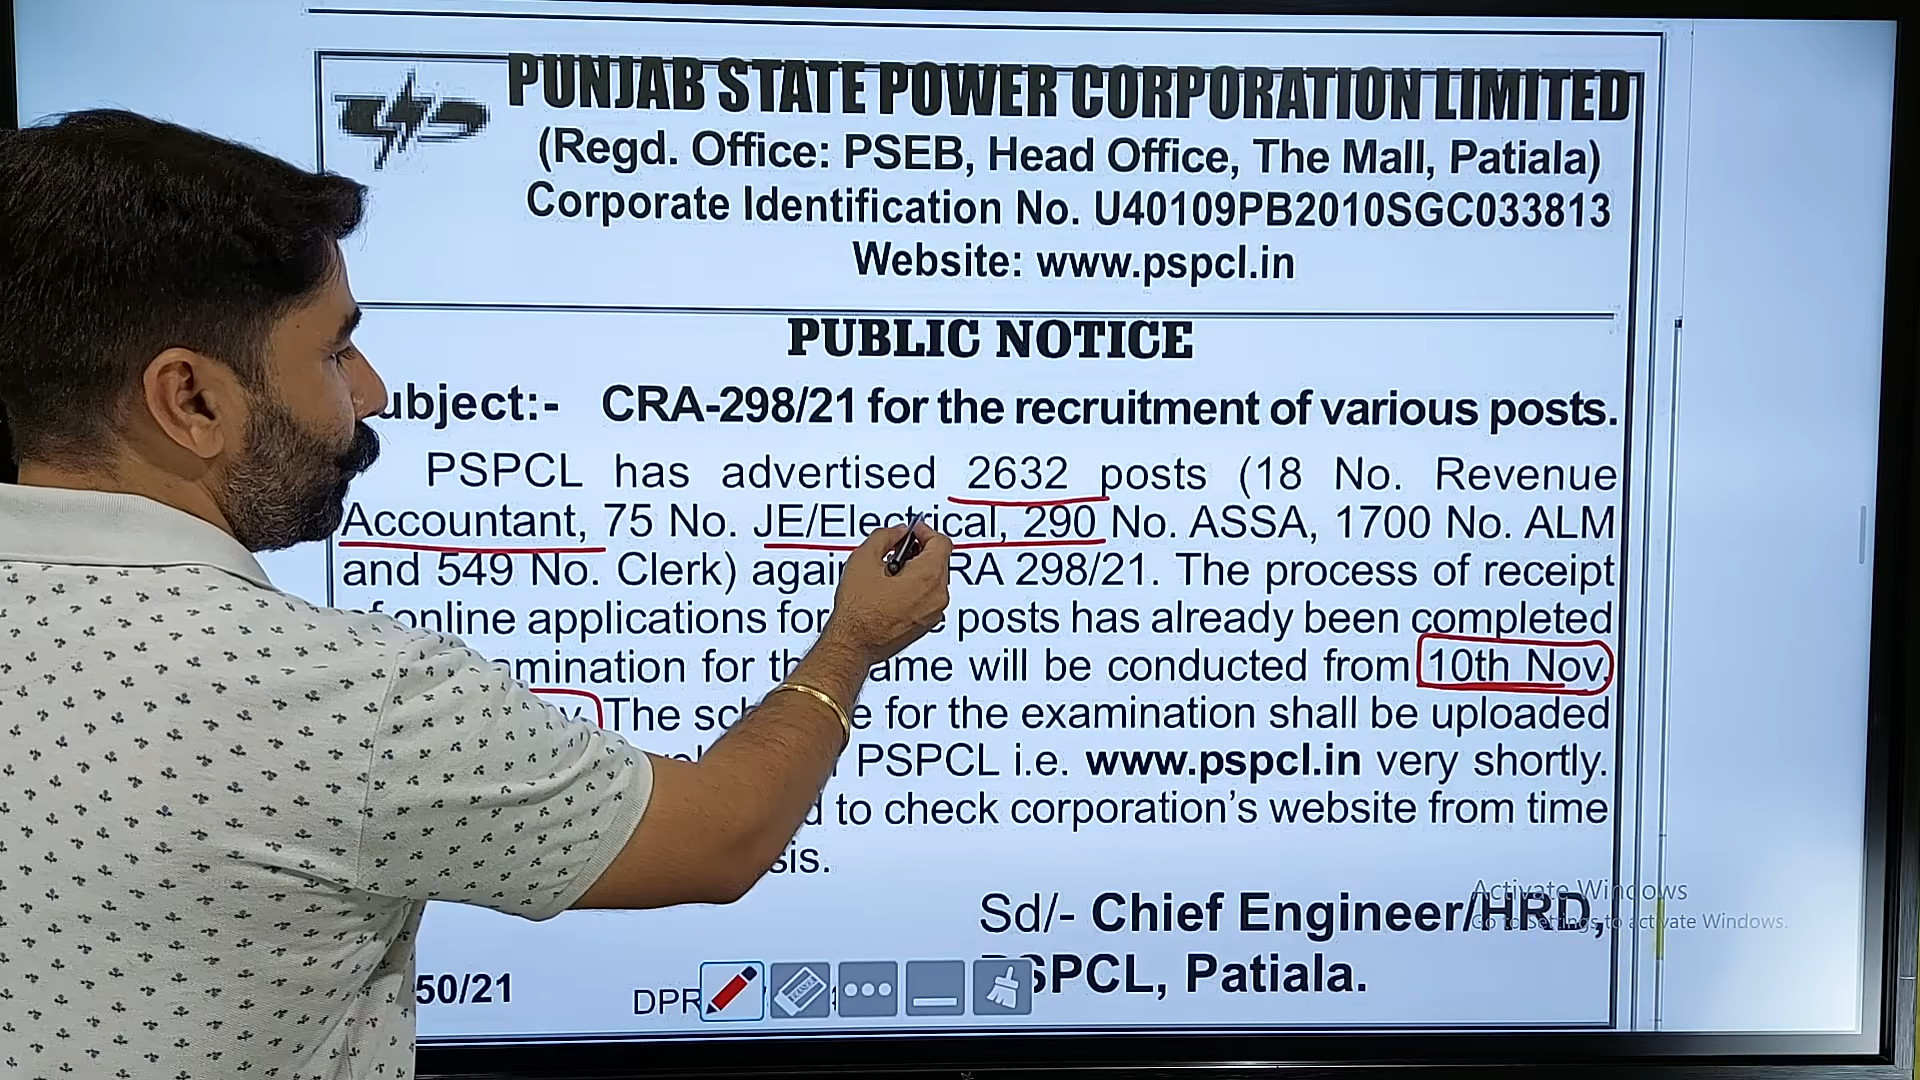 PUNJAB STATE POWER CORPORATION LIMITED
(Regd. Office: PSEB, Head Office, The Mall, Patiala)
Corporate Identification No. U40109PB2010SGC033813
Website: www.pspcl.in
PUBLIC NOTICE
ubject:- CRA-298/21 for the recruitment of various posts.
PSPCL has advertised 2632 posts (18 No. Revenue
Accountant, 75 No. JE/Electrical, 290 No. ASSA, 1700 No. ALM
and 549 No. Clerk) agai RA 298/21. The process of receipt
online applications for posts has already been completed
amination for th ame will be conducted from 10th Nov.
The sch e for the examination shall be uploaded
PSPCL i.e. www.pspcl.in very shortly.
to check corporation's website from time
sis.
Activate Windows
Go to Settings to activate Windows.
Sd/- Chief Engineer/HRD,
PSPCL, Patiala.
50/21 DPR